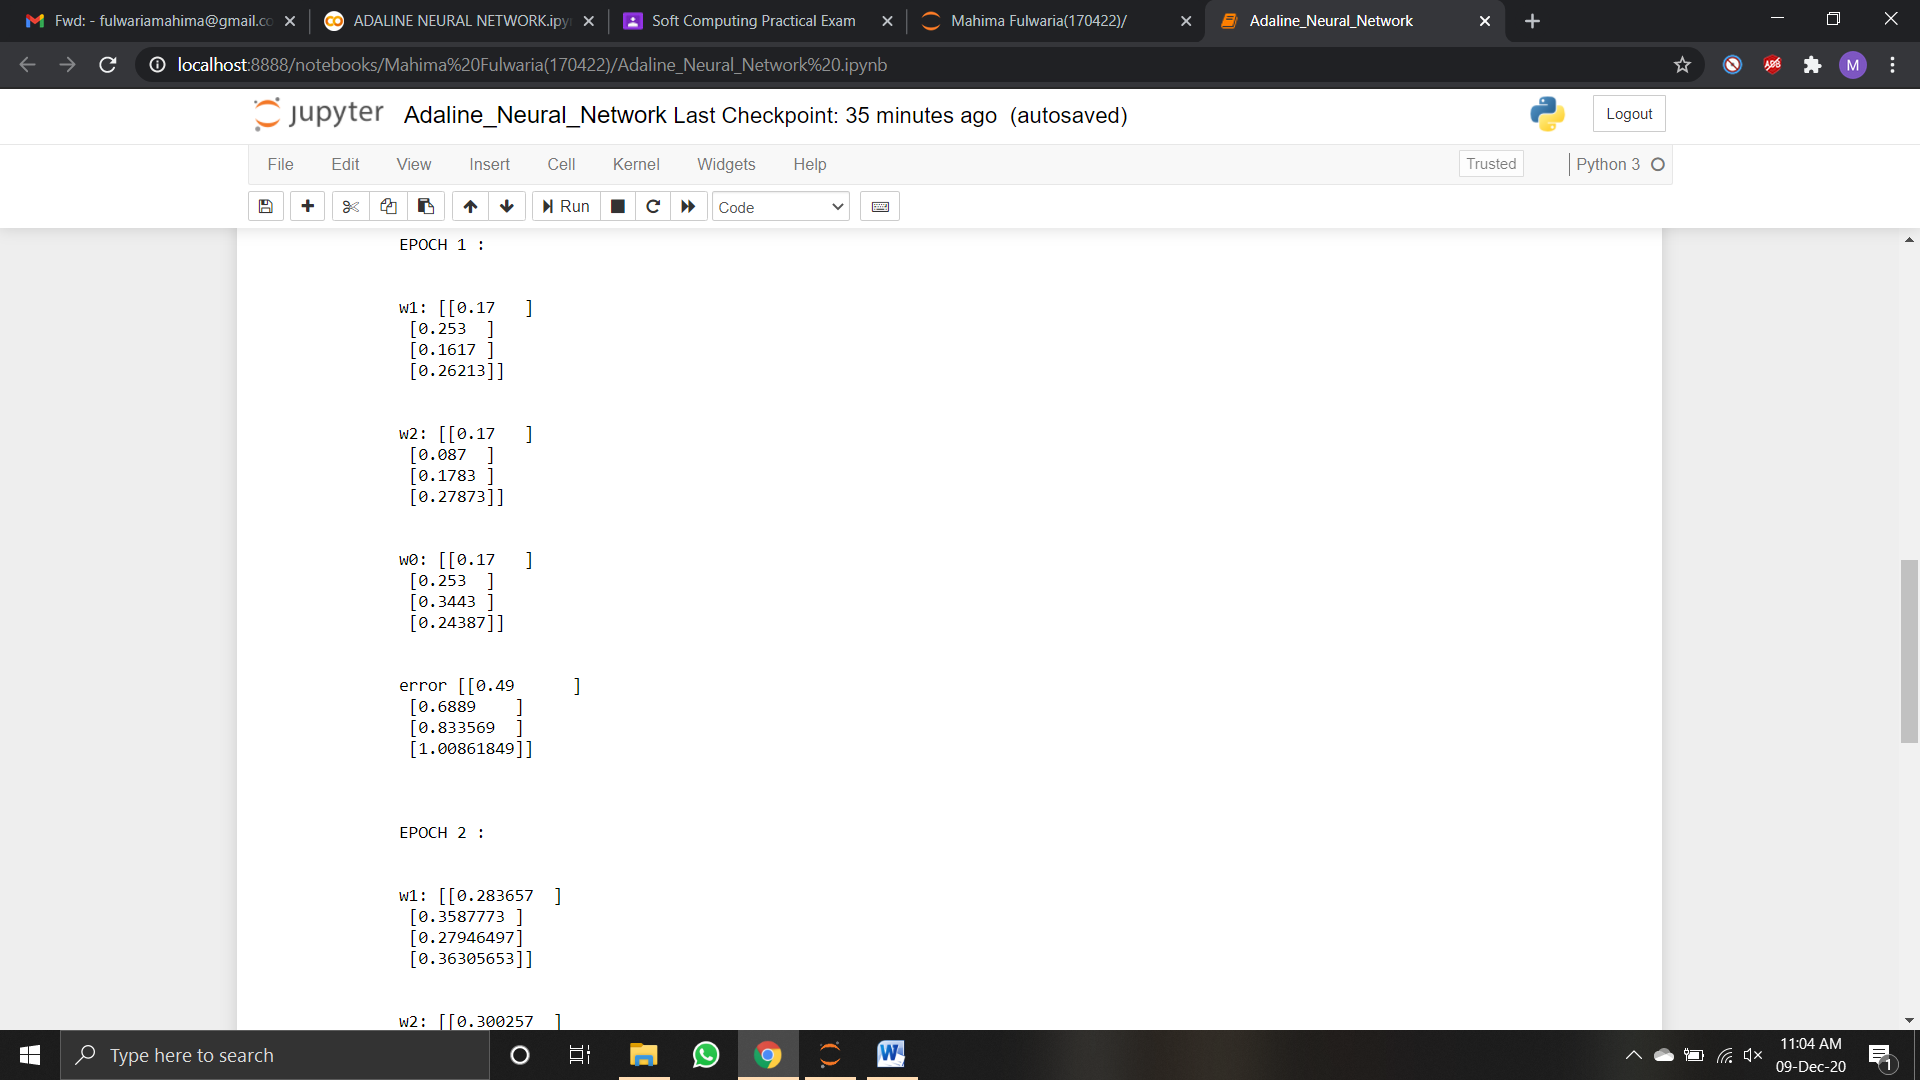 Fwd: - fulwariamahima@gmail.co
ADALINE NEURAL NETWORK.ipy
Soft Computing Practical Exam
Mahima Fulwaria(170422)/
Adaline_Neural_Network
localhost:8888/notebooks/Mahima%20Fulwaria(170422)/Adaline_Neural_Network%20.ipynb
ABP
M
jupyter Adaline_Neural_Network Last Checkpoint: 35 minutes ago (autosaved)
Logout
File Edit View Insert Cell Kernel Widgets Help
Trusted
Python 3
Run
Code
EPOCH 1 :
w1: [[0.17   ]
[0.253  ]
[0.1617 ]
[0.26213]]
w2: [[0.17   ]
[0.087  ]
[0.1783 ]
[0.27873]]
w0: [[0.17   ]
[0.253  ]
[0.3443 ]
[0.24387]]
error [[0.49      ]
[0.6889    ]
[0.833569  ]
[1.00861849]]
EPOCH 2 :
w1: [[0.283657  ]
[0.3587773 ]
[0.27946497]
[0.36305653]]
w2: [[0.300257  ]
Type here to search
W
11:04 AM
09-Dec-20
1